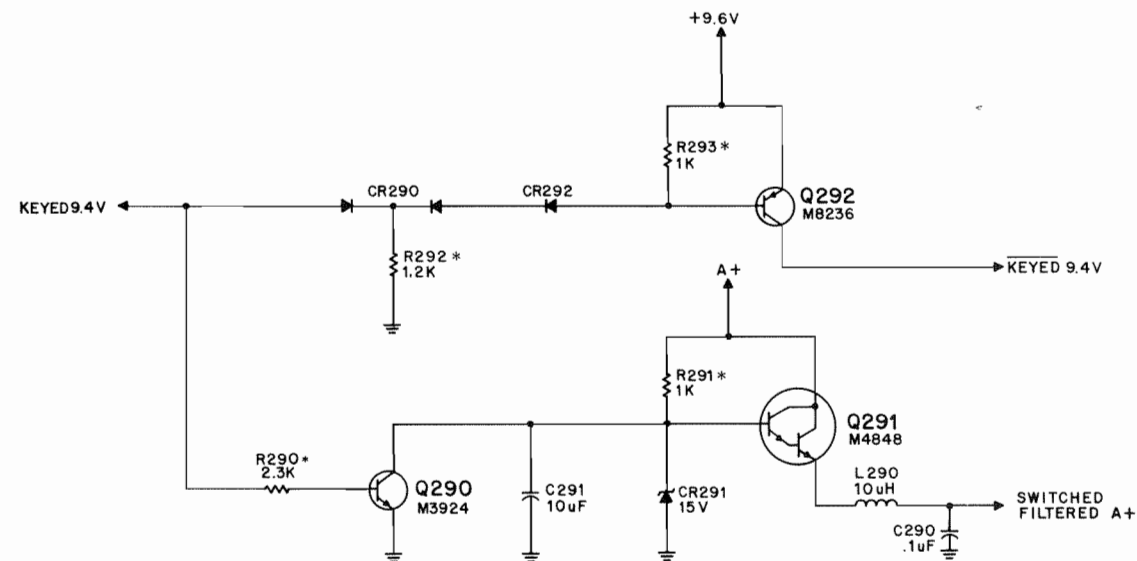 +9.6V
R293*
1K
CR290
CR292
Q292
M8236
KEYED 9.4V
R292*
1.2K
A+
KEYED 9.4V
R291*
1K
Q291
M4848
R290*
2.3K
Q290
M3924
C291
10uF
CR291
15V
L290
10uH
SWITCHED
FILTERED A+
C290
.1uF